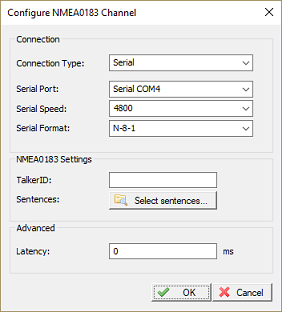 Configure NMEA0183 Channel
Connection
Connection Type: Serial
Serial Port: Serial COM4
Serial Speed: 4800
Serial Format: N-8-1
NMEA0183 Settings
TalkerID:
Sentences: Select sentences...
Advanced
Latency: 0 ms
OK Cancel